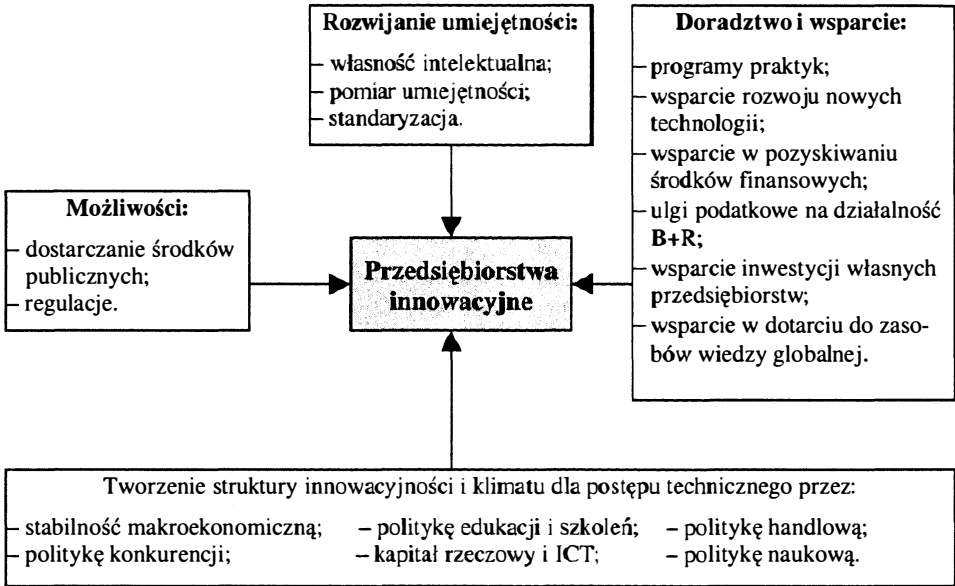 Rozwijanie umiejętności:
– własność intelektualna;
– pomiar umiejętności;
– standaryzacja.
Doradztwo i wsparcie:
– programy praktyk;
– wsparcie rozwoju nowych
technologii;
– wsparcie w pozyskiwaniu
środków finansowych;
– ulgi podatkowe na działalność
B+R;
– wsparcie inwestycji własnych
przedsiębiorstw;
– wsparcie w dotarciu do zaso-
bów wiedzy globalnej.
Możliwości:
– dostarczanie środków
publicznych;
– regulacje.
Przedsiębiorstwa
innowacyjne
Tworzenie struktury innowacyjności i klimatu dla postępu technicznego przez:
– stabilność makroekonomiczną; – politykę edukacji i szkoleń; – politykę handlową;
– politykę konkurencji; – kapitał rzeczowy i ICT; – politykę naukową.